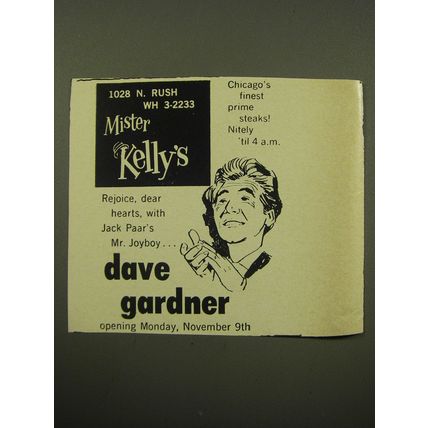 1028 N. RUSH
WH 3-2233
Mister
Kelly's
Chicago's
finest
prime
steaks!
Nitely
'til 4 a.m.
Rejoice, dear
hearts, with
Jack Paar's
Mr. Joyboy...
dave
gardner
opening Monday, November 9th